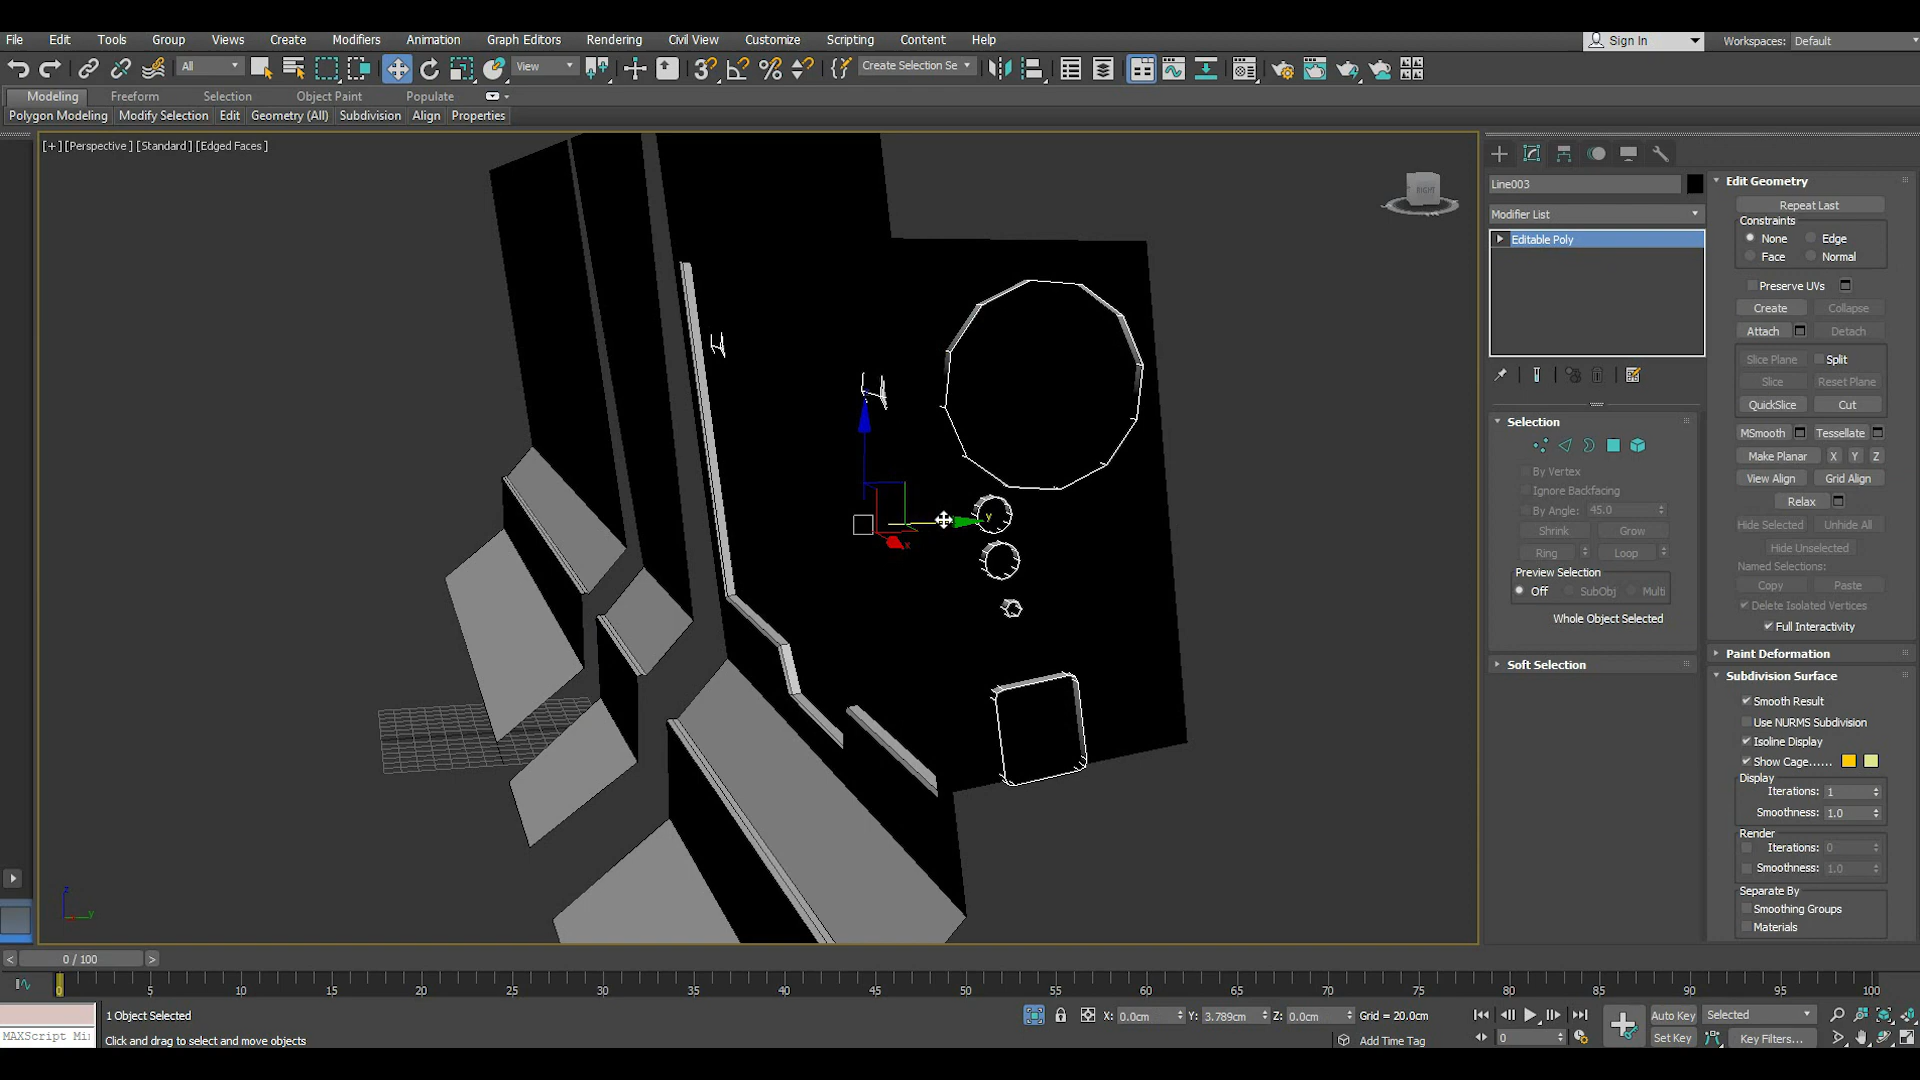 File Edit Tools Group Views Create Modifiers Animation Graph Editors Rendering Civil View Customize Scripting Content Help Sign In Workspaces: Default
All View Create Selection Se
Modeling Freeform Selection Object Paint Populate
Polygon Modeling Modify Selection Edit Geometry (All) Subdivision Align Properties
[+] [Perspective] [Standard] [Edged Faces]
RIGHT
y
x
z
y
Line003
Modifier List
Editable Poly
Selection
By Vertex
Ignore Backfacing
By Angle: 45.0
Shrink Grow
Ring Loop
Preview Selection
Off SubObj Multi
Whole Object Selected
Soft Selection
Edit Geometry
Repeat Last
Constraints
None Edge
Face Normal
Preserve UVs
Create Collapse
Attach Detach
Slice Plane Split
Slice Reset Plane
QuickSlice Cut
MSmooth Tessellate
Make Planar X Y Z
View Align Grid Align
Relax
Hide Selected Unhide All
Hide Unselected
Named Selections:
Copy Paste
Delete Isolated Vertices
Full Interactivity
Paint Deformation
Subdivision Surface
Smooth Result
Use NURMS Subdivision
Isoline Display
Show Cage......
Display
Iterations: 1
Smoothness: 1.0
Render
Iterations: 0
Smoothness: 1.0
Separate By
Smoothing Groups
Materials
< 0 / 100 >
0 5 10 15 20 25 30 35 40 45 50 55 60 65 70 75 80 85 90 95 100
1 Object Selected X: 0.0cm Y: 3.789cm Z: 0.0cm Grid = 20.0cm Auto Key Selected
MAXScript Mi Click and drag to select and move objects Add Time Tag 0 Set Key Key Filters...